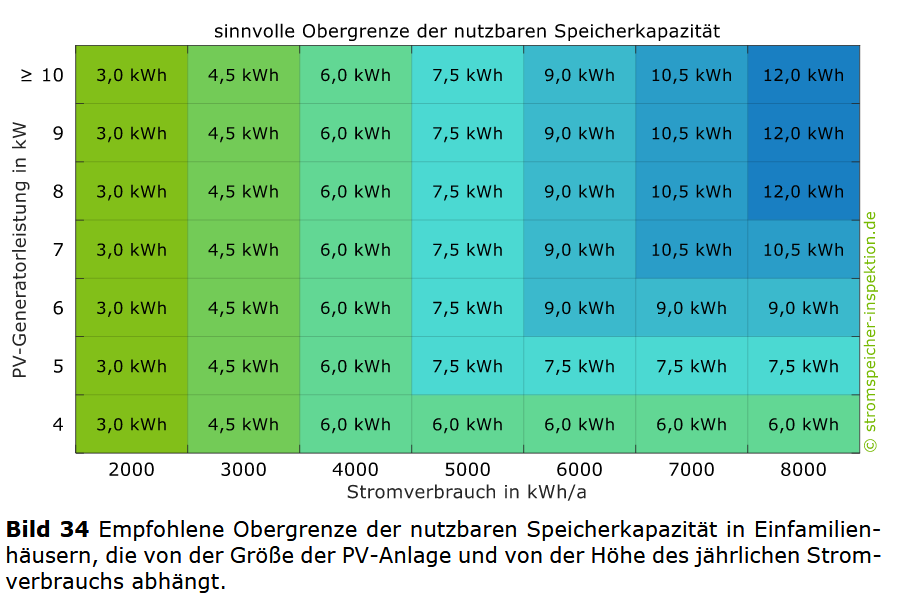 sinnvolle Obergrenze der nutzbaren Speicherkapazität
≥ 10 3,0 kWh 4,5 kWh 6,0 kWh 7,5 kWh 9,0 kWh 10,5 kWh 12,0 kWh
9 3,0 kWh 4,5 kWh 6,0 kWh 7,5 kWh 9,0 kWh 10,5 kWh 12,0 kWh
8 3,0 kWh 4,5 kWh 6,0 kWh 7,5 kWh 9,0 kWh 10,5 kWh 12,0 kWh
7 3,0 kWh 4,5 kWh 6,0 kWh 7,5 kWh 9,0 kWh 10,5 kWh 10,5 kWh
6 3,0 kWh 4,5 kWh 6,0 kWh 7,5 kWh 9,0 kWh 9,0 kWh 9,0 kWh
5 3,0 kWh 4,5 kWh 6,0 kWh 7,5 kWh 7,5 kWh 7,5 kWh 7,5 kWh
4 3,0 kWh 4,5 kWh 6,0 kWh 6,0 kWh 6,0 kWh 6,0 kWh 6,0 kWh
PV-Generatorleistung in kW
2000 3000 4000 5000 6000 7000 8000
Stromverbrauch in kWh/a
© stromspeicher-inspektion.de
Bild 34 Empfohlene Obergrenze der nutzbaren Speicherkapazität in Einfamilien-
häusern, die von der Größe der PV-Anlage und von der Höhe des jährlichen Strom-
verbrauchs abhängt.